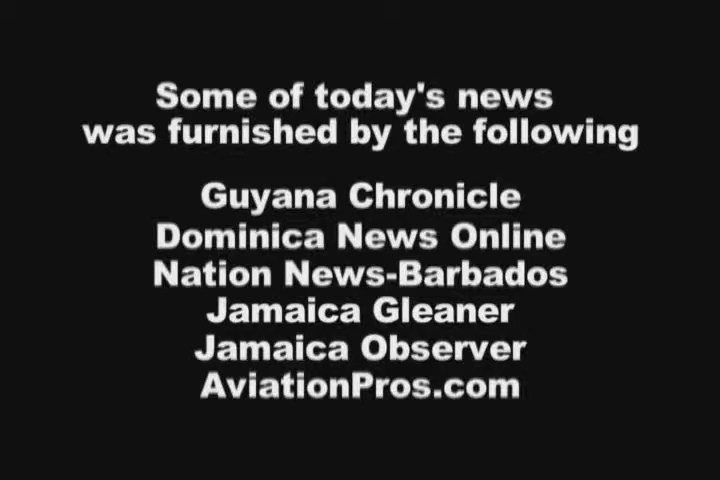 Some of today's news
was furnished by the following
Guyana Chronicle
Dominica News Online
Nation News-Barbados
Jamaica Gleaner
Jamaica Observer
AviationPros.com